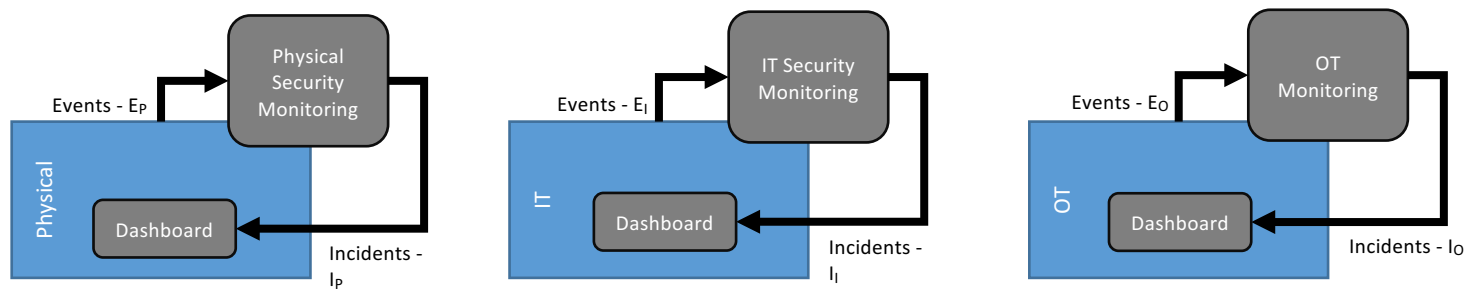 Physical
Security
Monitoring
Events - EP
Physical
Dashboard
Incidents -
IP
IT Security
Monitoring
Events - EI
IT
Dashboard
Incidents -
II
OT
Monitoring
Events - EO
OT
Dashboard
Incidents - IO